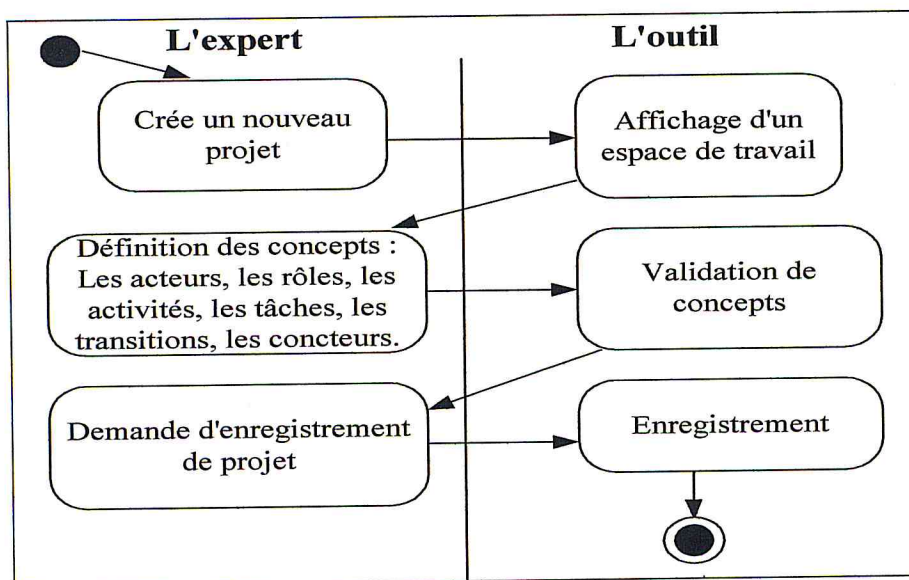 L'expert
L'outil
Crée un nouveau
projet
Affichage d'un
espace de travail
Définition des concepts :
Les acteurs, les rôles, les
activités, les tâches, les
transitions, les concteurs.
Validation de
concepts
Demande d'enregistrement
de projet
Enregistrement